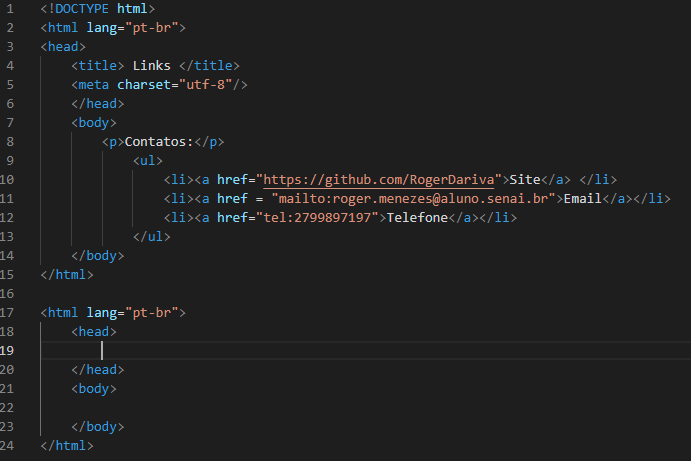 1 <!DOCTYPE html>
2 <html lang="pt-br">
3 <head>
4 <title> Links </title>
5 <meta charset="utf-8"/>
6 </head>
7 <body>
8 <p>Contatos:</p>
9 <ul>
10 <li><a href="https://github.com/RogerDariva">Site</a> </li>
11 <li><a href = "mailto:roger.menezes@aluno.senai.br">Email</a></li>
12 <li><a href="tel:2799897197">Telefone</a></li>
13 </ul>
14 </body>
15 </html>
16
17 <html lang="pt-br">
18 <head>
19
20 </head>
21 <body>
22
23 </body>
24 </html>